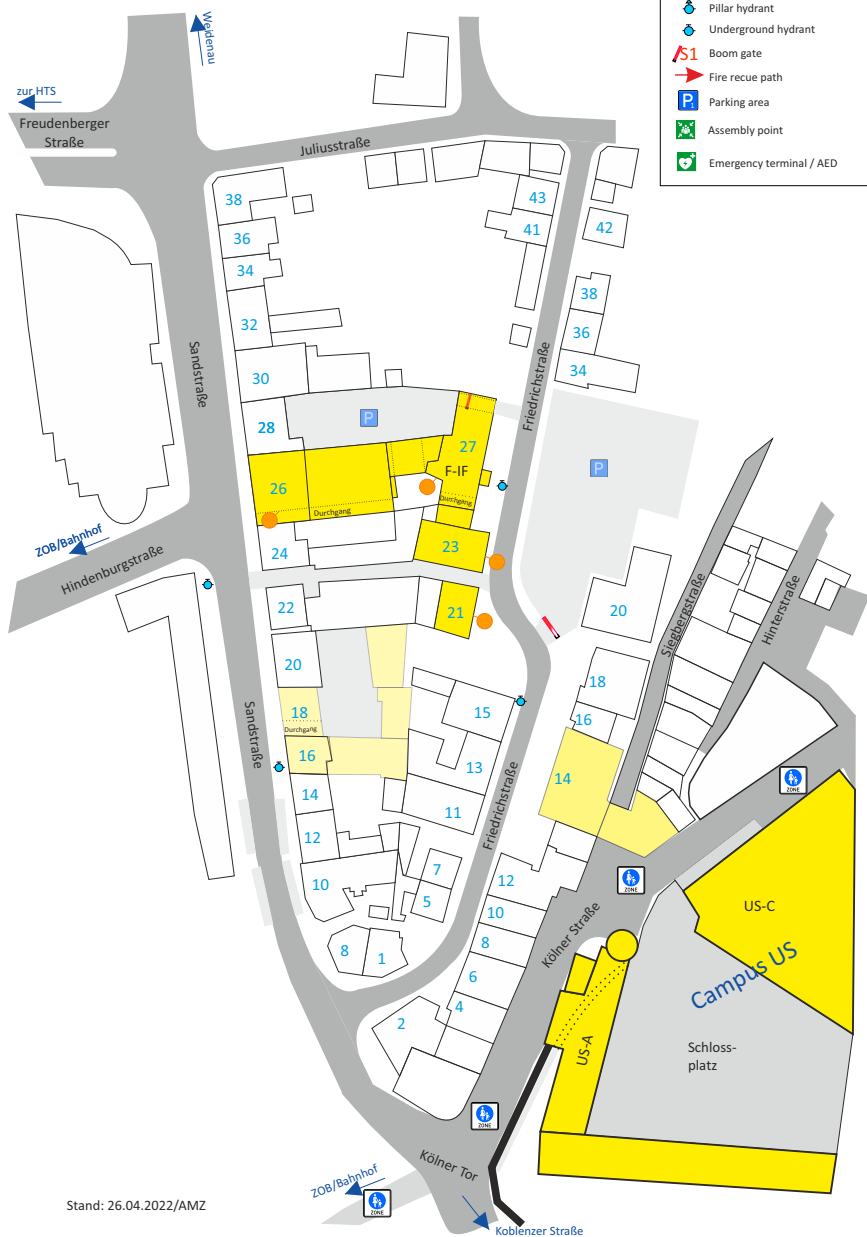 Pillar hydrant
Underground hydrant
S1
Boom gate
Fire recue path
P1
Parking area
Assembly point
Emergency terminal / AED
Weidenau
zur HTS
Freudenberger
Straße
Juliusstraße
38
36
34
32
30
28
26
Durchgang
24
22
20
18
Durchgang
16
14
12
10
8
1
Sandstraße
Sandstraße
ZOB/Bahnhof
Hindenburgstraße
43
41
42
38
36
34
Friedrichstraße
P
27
F-IF
Durchgang
23
21
P
20
18
16
14
15
13
11
7
5
Friedrichstraße
Siegbergstraße
Hinterstraße
12
10
8
6
4
2
Kölner Straße
ZONE
ZONE
US-C
Campus US
US-A
Schloss-
platz
ZONE
Kölner Tor
ZOB/Bahnhof
ZONE
Koblenzer Straße
Stand: 26.04.2022/AMZ